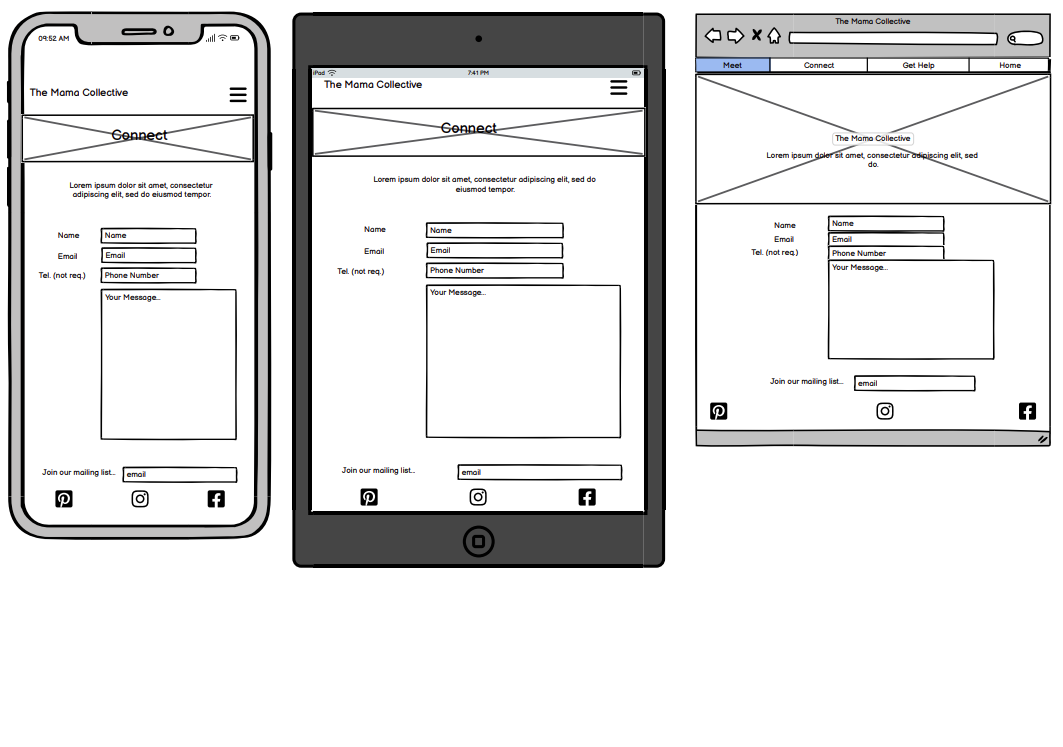 09:52 AM
The Mama Collective
Connect
Lorem ipsum dolor sit amet, consectetur
adipiscing elit, sed do eiusmod tempor.
Name
Name
Email
Email
Tel. (not req.)
Phone Number
Your Message...
Join our mailing list...
email
iPad
7:41 PM
The Mama Collective
Connect
Lorem ipsum dolor sit amet, consectetur adipiscing elit, sed do
eiusmod tempor.
Name
Name
Email
Email
Tel. (not req.)
Phone Number
Your Message...
Join our mailing list...
email
The Mama Collective
Meet
Connect
Get Help
Home
The Mama Collective
Lorem ipsum dolor sit amet, consectetur adipiscing elit, sed
do.
Name
Name
Email
Email
Tel. (not req.)
Phone Number
Your Message...
Join our mailing list...
email